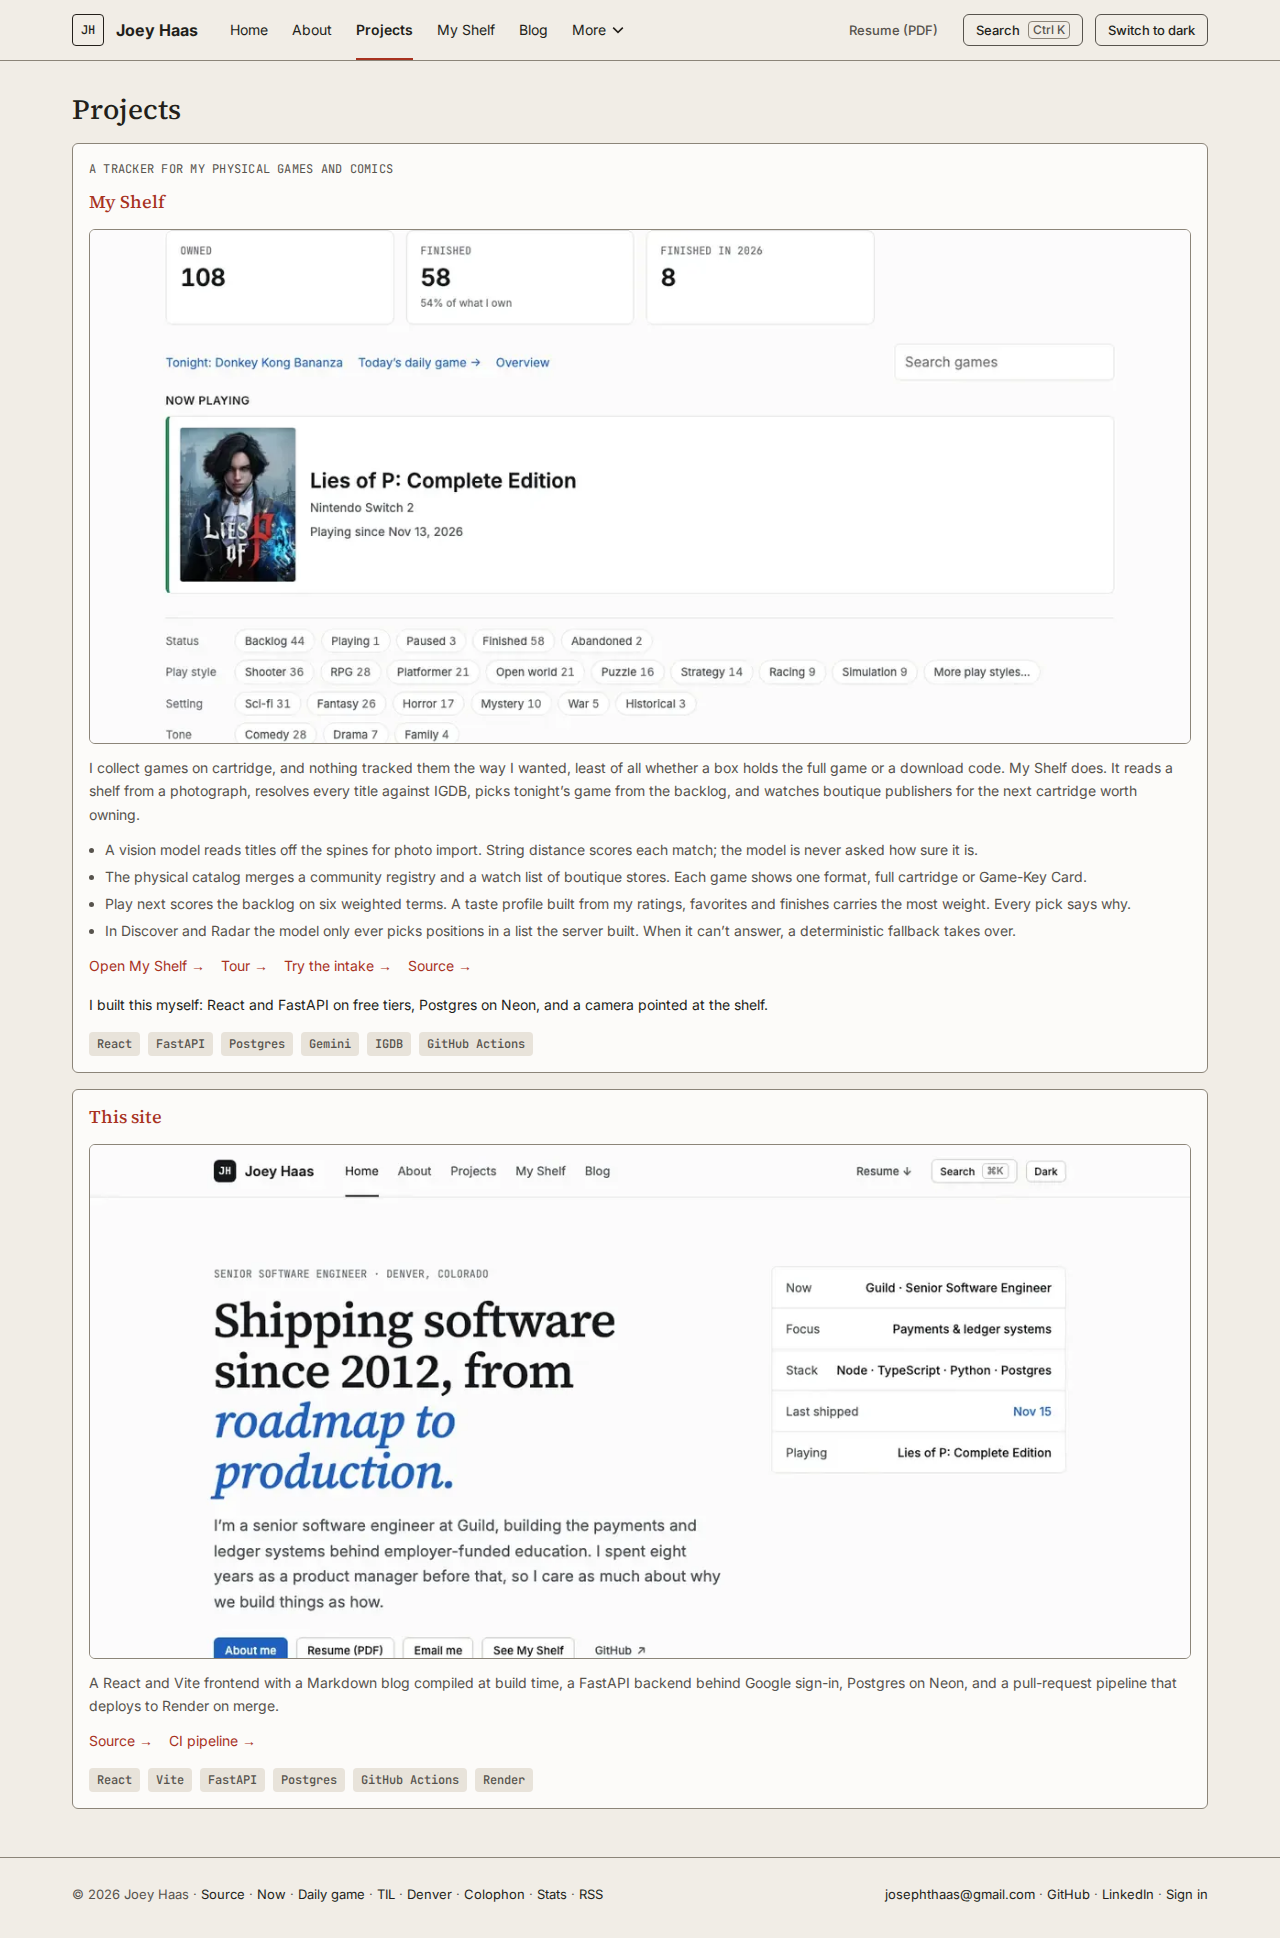 JH Joey Haas Home About Projects My Shelf Blog More Resume (PDF) Search Ctrl K Switch to dark
Projects
A TRACKER FOR MY PHYSICAL GAMES AND COMICS
My Shelf
OWNED
108
FINISHED
58
54% of what I own
FINISHED IN 2026
8
Tonight: Donkey Kong Bananza Today’s daily game → Overview Search games
NOW PLAYING
LIES OF P
Lies of P: Complete Edition
Nintendo Switch 2
Playing since Nov 13, 2026
Status Backlog 44 Playing 1 Paused 3 Finished 58 Abandoned 2
Play style Shooter 36 RPG 28 Platformer 21 Open world 21 Puzzle 16 Strategy 14 Racing 9 Simulation 9 More play styles...
Setting Sci-fi 31 Fantasy 26 Horror 17 Mystery 10 War 5 Historical 3
Tone Comedy 28 Drama 7 Family 4
I collect games on cartridge, and nothing tracked them the way I wanted, least of all whether a box holds the full game or a download code. My Shelf does. It reads a
shelf from a photograph, resolves every title against IGDB, picks tonight’s game from the backlog, and watches boutique publishers for the next cartridge worth
owning.
• A vision model reads titles off the spines for photo import. String distance scores each match; the model is never asked how sure it is.
• The physical catalog merges a community registry and a watch list of boutique stores. Each game shows one format, full cartridge or Game-Key Card.
• Play next scores the backlog on six weighted terms. A taste profile built from my ratings, favorites and finishes carries the most weight. Every pick says why.
• In Discover and Radar the model only ever picks positions in a list the server built. When it can’t answer, a deterministic fallback takes over.
Open My Shelf → Tour → Try the intake → Source →
I built this myself: React and FastAPI on free tiers, Postgres on Neon, and a camera pointed at the shelf.
React FastAPI Postgres Gemini IGDB GitHub Actions
This site
JH Joey Haas Home About Projects My Shelf Blog Resume ↓ Search ⌘K Dark
SENIOR SOFTWARE ENGINEER · DENVER, COLORADO
Shipping software
since 2012, from
roadmap to
production.
I’m a senior software engineer at Guild, building the payments and
ledger systems behind employer-funded education. I spent eight
years as a product manager before that, so I care as much about why
we build things as how.
About me Resume (PDF) Email me See My Shelf GitHub ↗
Now Guild · Senior Software Engineer
Focus Payments & ledger systems
Stack Node · TypeScript · Python · Postgres
Last shipped Nov 15
Playing Lies of P: Complete Edition
A React and Vite frontend with a Markdown blog compiled at build time, a FastAPI backend behind Google sign-in, Postgres on Neon, and a pull-request pipeline that
deploys to Render on merge.
Source → CI pipeline →
React Vite FastAPI Postgres GitHub Actions Render
© 2026 Joey Haas · Source · Now · Daily game · TIL · Denver · Colophon · Stats · RSS
josephthaas@gmail.com · GitHub · LinkedIn · Sign in